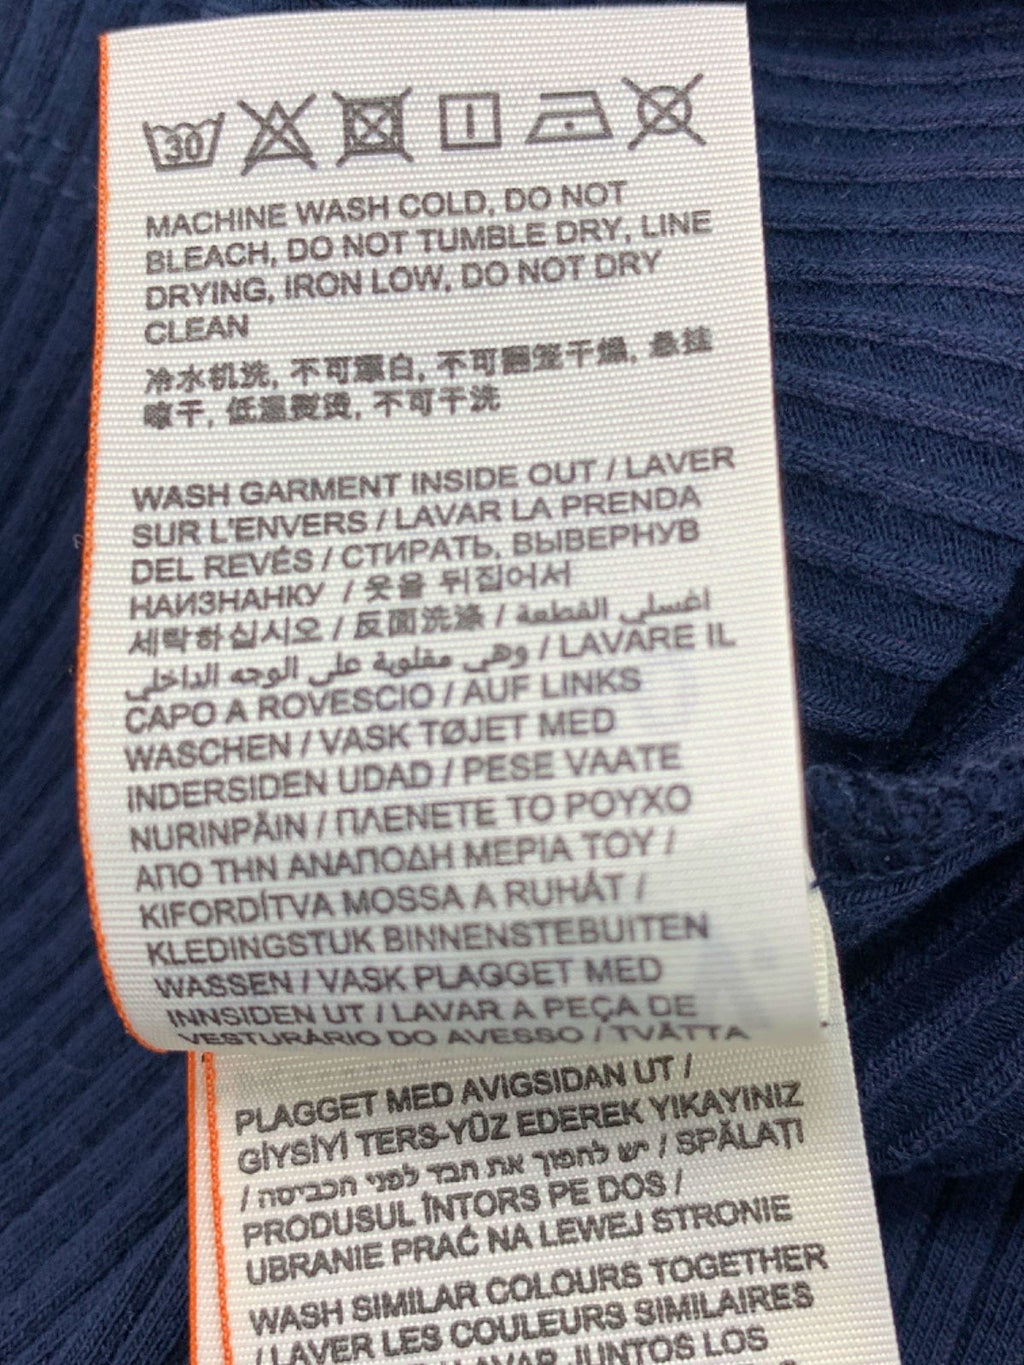 30
MACHINE WASH COLD, DO NOT
BLEACH, DO NOT TUMBLE DRY, LINE
DRYING, IRON LOW, DO NOT DRY
CLEAN
冷水机洗, 不可漂白, 不可翻笼干燥, 悬挂
晾干, 低温熨烫, 不可干洗
WASH GARMENT INSIDE OUT / LAVER
SUR L'ENVERS / LAVAR LA PRENDA
DEL REVÉS / СТИРАТЬ, ВЫВЕРНУВ
НАИЗНАНКУ / 옷을 뒤집어서
세탁하십시오 / 反面洗涤 / اغسلي القطعة
وهي مقلوبة على الوجه الداخلي / LAVARE IL
CAPO A ROVESCIO / AUF LINKS
WASCHEN / VASK TØJET MED
INDERSIDEN UDAD / PESE VAATE
NURINPÄIN / ΠΛΕΝΕΤΕ ΤΟ ΡΟΥΧΟ
ΑΠΟ ΤΗΝ ΑΝΑΠΟΔΗ ΜΕΡΙΑ ΤΟΥ /
KIFORDÍTVA MOSSA A RUHÁT /
KLEDINGSTUK BINNENSTEBUITEN
WASSEN / VASK PLAGGET MED
INNSIDEN UT / LAVAR A PEÇA DE
VESTURÁRIO DO AVESSO / TVÄTTA
PLAGGET MED AVIGSIDAN UT /
GİYSİYİ TERS-YÜZ EDEREK YIKAYINIZ
/ יש להפוך את הבד לפני הכביסה / SPĂLAȚI
PRODUSUL ÎNTORS PE DOS /
UBRANIE PRAĆ NA LEWEJ STRONIE
WASH SIMILAR COLOURS TOGETHER
/ LAVER LES COULEURS SIMILAIRES
LAVAR JUNTOS LOS